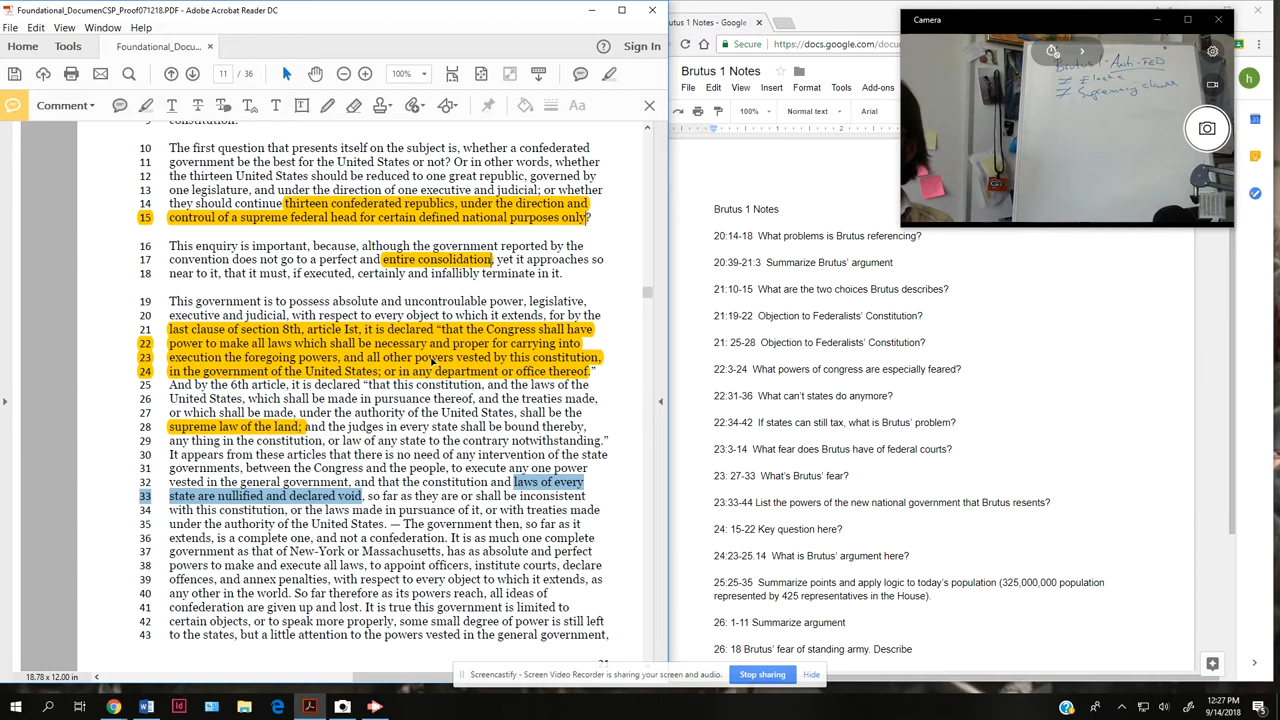 Foundational_DocumenCSP_Proof071218.PDF - Adobe Acrobat Reader DC
File Edit View Window Help
Home Tools Foundational_Docu... × Sign In
11 / 36 100%
Comment
constitution.
10 The first question that presents itself on the subject is, whether a confederated
11 government be the best for the United States or not? Or in other words, whether
12 the thirteen United States should be reduced to one great republic, governed by
13 one legislature, and under the direction of one executive and judicial; or whether
14 they should continue thirteen confederated republics, under the direction and
15 controul of a supreme federal head for certain defined national purposes only?
16 This enquiry is important, because, although the government reported by the
17 convention does not go to a perfect and entire consolidation, yet it approaches so
18 near to it, that it must, if executed, certainly and infallibly terminate in it.
19 This government is to possess absolute and uncontroulable power, legislative,
20 executive and judicial, with respect to every object to which it extends, for by the
21 last clause of section 8th, article Ist, it is declared “that the Congress shall have
22 power to make all laws which shall be necessary and proper for carrying into
23 execution the foregoing powers, and all other powers vested by this constitution,
24 in the government of the United States; or in any department or office thereof.”
25 And by the 6th article, it is declared “that this constitution, and the laws of the
26 United States, which shall be made in pursuance thereof, and the treaties made,
27 or which shall be made, under the authority of the United States, shall be the
28 supreme law of the land; and the judges in every state shall be bound thereby,
29 any thing in the constitution, or law of any state to the contrary notwithstanding.”
30 It appears from these articles that there is no need of any intervention of the state
31 governments, between the Congress and the people, to execute any one power
32 vested in the general government, and that the constitution and laws of every
33 state are nullified and declared void, so far as they are or shall be inconsistent
34 with this constitution, or the laws made in pursuance of it, or with treaties made
35 under the authority of the United States. — The government then, so far as it
36 extends, is a complete one, and not a confederation. It is as much one complete
37 government as that of New-York or Massachusetts, has as absolute and perfect
38 powers to make and execute all laws, to appoint officers, institute courts, declare
39 offences, and annex penalties, with respect to every object to which it extends, as
40 any other in the world. So far therefore as its powers reach, all ideas of
41 confederation are given up and lost. It is true this government is limited to
42 certain objects, or to speak more properly, some small degree of power is still left
43 to the states, but a little attention to the powers vested in the general government,
18.78 x 12.00 in
Brutus 1 Notes - Google ×
Secure https://docs.google.com/docu
Brutus 1 Notes
File Edit View Insert Format Tools Add-ons
100% Normal text Arial
1 2
Brutus 1 Notes
20:14-18 What problems is Brutus referencing?
20:39-21:3 Summarize Brutus’ argument
21:10-15 What are the two choices Brutus describes?
21:19-22 Objection to Federalists’ Constitution?
21: 25-28 Objection to Federalists’ Constitution?
22:3-24 What powers of congress are especially feared?
22:31-36 What can’t states do anymore?
22:34-42 If states can still tax, what is Brutus’ problem?
23:3-14 What fear does Brutus have of federal courts?
23: 27-33 What’s Brutus’ fear?
23:33-44 List the powers of the new national government that Brutus resents?
24: 15-22 Key question here?
24:23-25.14 What is Brutus’ argument here?
25:25-35 Summarize points and apply logic to today’s population (325,000,000 population
represented by 425 representatives in the House).
26: 1-11 Summarize argument
26: 18 Brutus’ fear of standing army. Describe
Camera
Brutus 1 - Anti-FED
≠ Elastic
≠ Supremacy clause
h
Screencastify - Screen Video Recorder is sharing your screen and audio. Stop sharing Hide
12:27 PM
9/14/2018
5